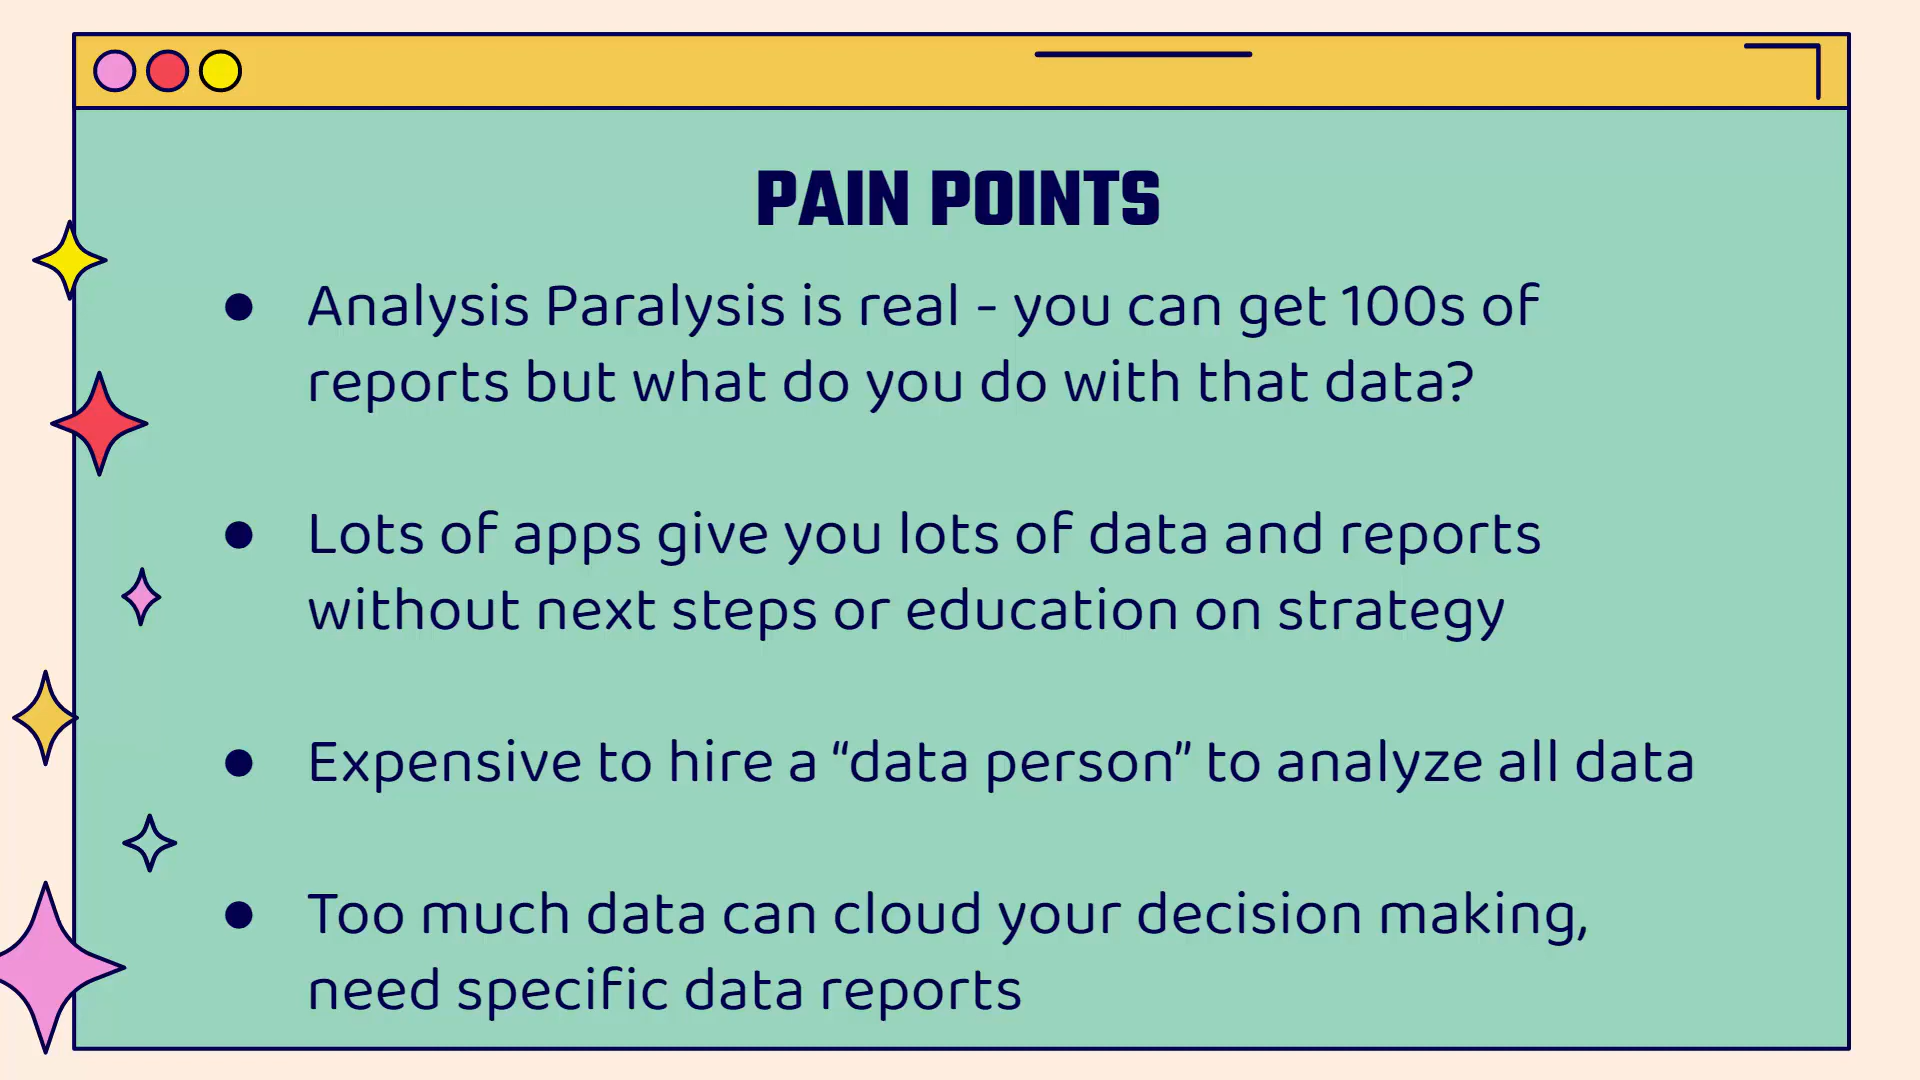 PAIN POINTS
● Analysis Paralysis is real - you can get 100s of
reports but what do you do with that data?
● Lots of apps give you lots of data and reports
without next steps or education on strategy
● Expensive to hire a “data person” to analyze all data
● Too much data can cloud your decision making,
need specific data reports